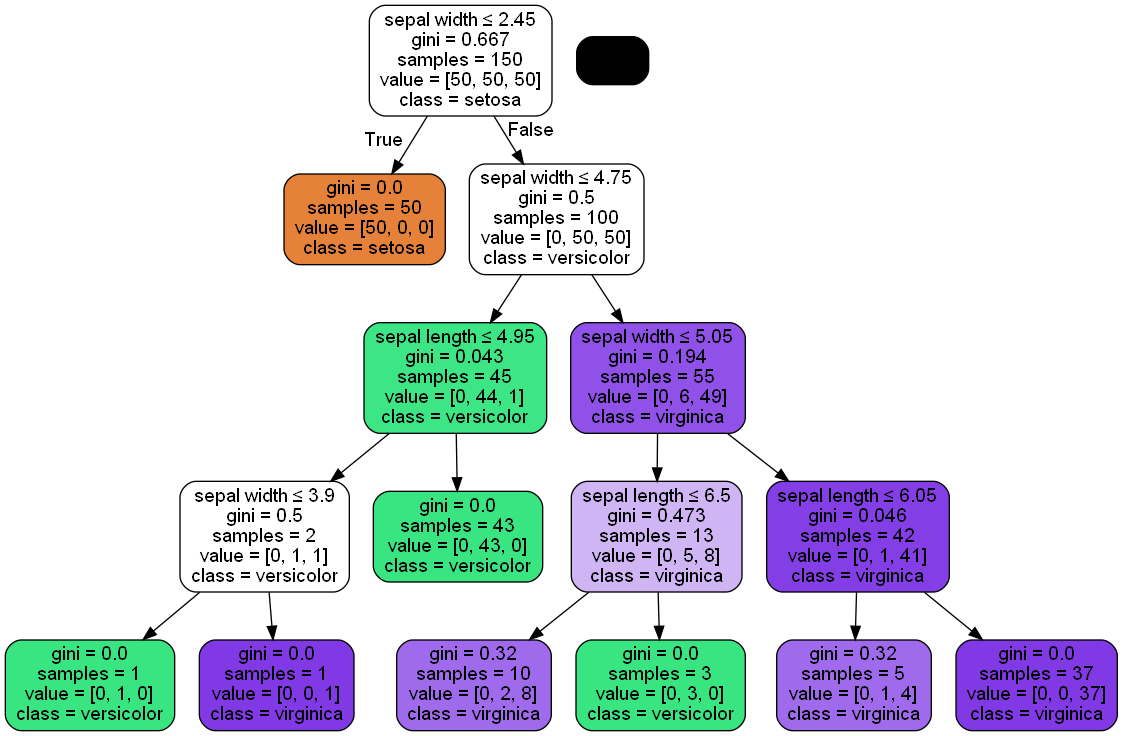 sepal width ≤ 2.45
gini = 0.667
samples = 150
value = [50, 50, 50]
class = setosa
True
False
gini = 0.0
samples = 50
value = [50, 0, 0]
class = setosa
sepal width ≤ 4.75
gini = 0.5
samples = 100
value = [0, 50, 50]
class = versicolor
sepal length ≤ 4.95
gini = 0.043
samples = 45
value = [0, 44, 1]
class = versicolor
sepal width ≤ 5.05
gini = 0.194
samples = 55
value = [0, 6, 49]
class = virginica
sepal width ≤ 3.9
gini = 0.5
samples = 2
value = [0, 1, 1]
class = versicolor
gini = 0.0
samples = 43
value = [0, 43, 0]
class = versicolor
sepal length ≤ 6.5
gini = 0.473
samples = 13
value = [0, 5, 8]
class = virginica
sepal length ≤ 6.05
gini = 0.046
samples = 42
value = [0, 1, 41]
class = virginica
gini = 0.0
samples = 1
value = [0, 1, 0]
class = versicolor
gini = 0.0
samples = 1
value = [0, 0, 1]
class = virginica
gini = 0.32
samples = 10
value = [0, 2, 8]
class = virginica
gini = 0.0
samples = 3
value = [0, 3, 0]
class = versicolor
gini = 0.32
samples = 5
value = [0, 1, 4]
class = virginica
gini = 0.0
samples = 37
value = [0, 0, 37]
class = virginica